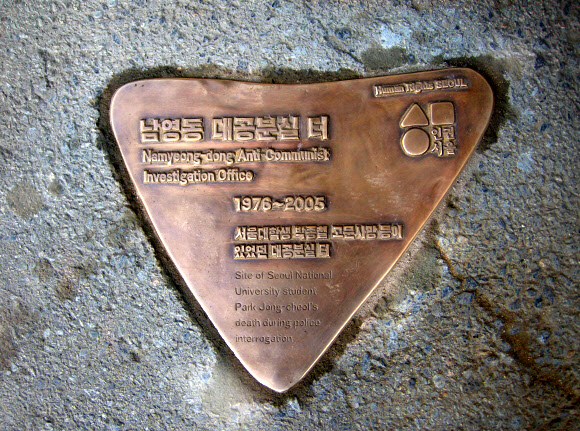 Human Rights SEOUL
인권
서울
남영동 대공분실 터
Namyeong-dong Anti-Communist
Investigation Office
1976~2005
서울대학생 박종철 고문사망 등이
있었던 대공분실 터
Site of Seoul National
University student
Park Jong-cheol's
death during police
interrogation